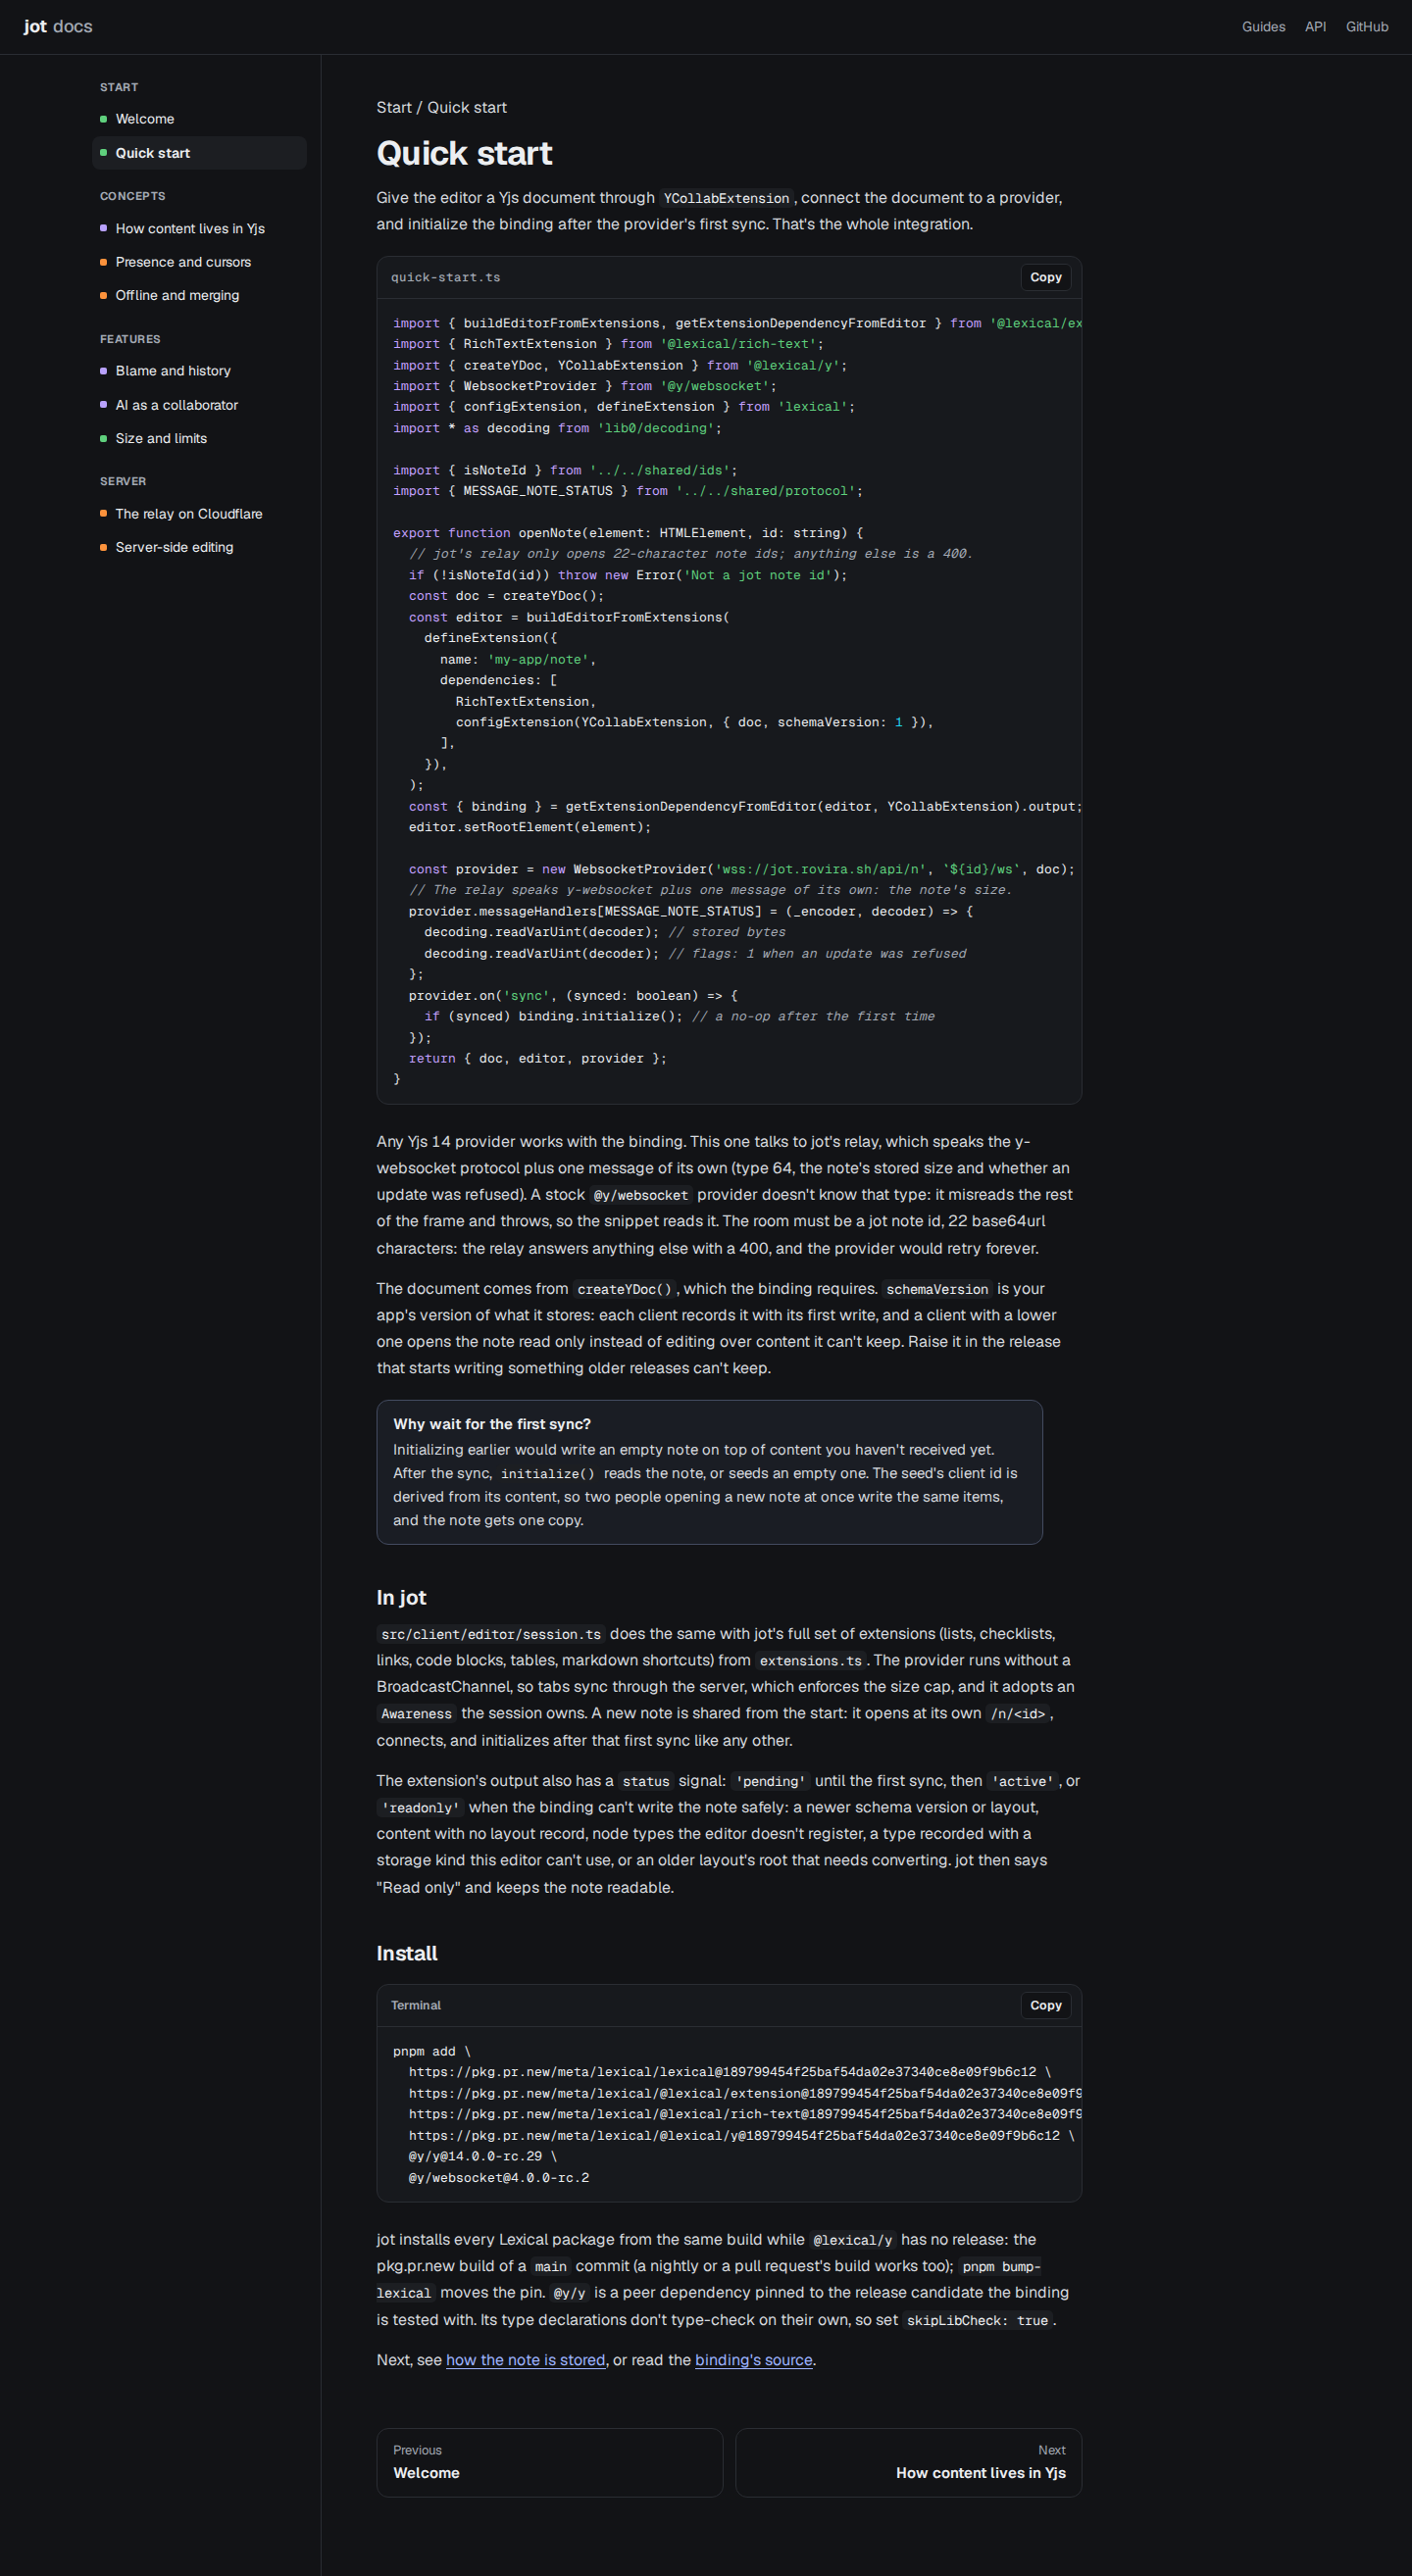 jot docs
Guides API GitHub
START
Welcome
Quick start
CONCEPTS
How content lives in Yjs
Presence and cursors
Offline and merging
FEATURES
Blame and history
AI as a collaborator
Size and limits
SERVER
The relay on Cloudflare
Server-side editing
Start / Quick start
Quick start
Give the editor a Yjs document through YCollabExtension, connect the document to a provider,
and initialize the binding after the provider's first sync. That's the whole integration.
quick-start.ts
Copy
import { buildEditorFromExtensions, getExtensionDependencyFromEditor } from '@lexical/ex
import { RichTextExtension } from '@lexical/rich-text';
import { createYDoc, YCollabExtension } from '@lexical/y';
import { WebsocketProvider } from '@y/websocket';
import { configExtension, defineExtension } from 'lexical';
import * as decoding from 'lib0/decoding';
import { isNoteId } from '../../shared/ids';
import { MESSAGE_NOTE_STATUS } from '../../shared/protocol';
export function openNote(element: HTMLElement, id: string) {
  // jot's relay only opens 22-character note ids; anything else is a 400.
  if (!isNoteId(id)) throw new Error('Not a jot note id');
  const doc = createYDoc();
  const editor = buildEditorFromExtensions(
    defineExtension({
      name: 'my-app/note',
      dependencies: [
        RichTextExtension,
        configExtension(YCollabExtension, { doc, schemaVersion: 1 }),
      ],
    }),
  );
  const { binding } = getExtensionDependencyFromEditor(editor, YCollabExtension).output;
  editor.setRootElement(element);
  const provider = new WebsocketProvider('wss://jot.rovira.sh/api/n', `${id}/ws`, doc);
  // The relay speaks y-websocket plus one message of its own: the note's size.
  provider.messageHandlers[MESSAGE_NOTE_STATUS] = (_encoder, decoder) => {
    decoding.readVarUint(decoder); // stored bytes
    decoding.readVarUint(decoder); // flags: 1 when an update was refused
  };
  provider.on('sync', (synced: boolean) => {
    if (synced) binding.initialize(); // a no-op after the first time
  });
  return { doc, editor, provider };
}
Any Yjs 14 provider works with the binding. This one talks to jot's relay, which speaks the y-
websocket protocol plus one message of its own (type 64, the note's stored size and whether an
update was refused). A stock @y/websocket provider doesn't know that type: it misreads the rest
of the frame and throws, so the snippet reads it. The room must be a jot note id, 22 base64url
characters: the relay answers anything else with a 400, and the provider would retry forever.
The document comes from createYDoc(), which the binding requires. schemaVersion is your
app's version of what it stores: each client records it with its first write, and a client with a lower
one opens the note read only instead of editing over content it can't keep. Raise it in the release
that starts writing something older releases can't keep.
Why wait for the first sync?
Initializing earlier would write an empty note on top of content you haven't received yet.
After the sync, initialize() reads the note, or seeds an empty one. The seed's client id is
derived from its content, so two people opening a new note at once write the same items,
and the note gets one copy.
In jot
src/client/editor/session.ts does the same with jot's full set of extensions (lists, checklists,
links, code blocks, tables, markdown shortcuts) from extensions.ts. The provider runs without a
BroadcastChannel, so tabs sync through the server, which enforces the size cap, and it adopts an
Awareness the session owns. A new note is shared from the start: it opens at its own /n/<id>,
connects, and initializes after that first sync like any other.
The extension's output also has a status signal: 'pending' until the first sync, then 'active', or
'readonly' when the binding can't write the note safely: a newer schema version or layout,
content with no layout record, node types the editor doesn't register, a type recorded with a
storage kind this editor can't use, or an older layout's root that needs converting. jot then says
"Read only" and keeps the note readable.
Install
Terminal
Copy
pnpm add \
  https://pkg.pr.new/meta/lexical/lexical@189799454f25baf54da02e37340ce8e09f9b6c12 \
  https://pkg.pr.new/meta/lexical/@lexical/extension@189799454f25baf54da02e37340ce8e09f9
  https://pkg.pr.new/meta/lexical/@lexical/rich-text@189799454f25baf54da02e37340ce8e09f9
  https://pkg.pr.new/meta/lexical/@lexical/y@189799454f25baf54da02e37340ce8e09f9b6c12 \
  @y/y@14.0.0-rc.29 \
  @y/websocket@4.0.0-rc.2
jot installs every Lexical package from the same build while @lexical/y has no release: the
pkg.pr.new build of a main commit (a nightly or a pull request's build works too); pnpm bump-
lexical moves the pin. @y/y is a peer dependency pinned to the release candidate the binding
is tested with. Its type declarations don't type-check on their own, so set skipLibCheck: true.
Next, see how the note is stored, or read the binding's source.
Previous
Welcome
Next
How content lives in Yjs